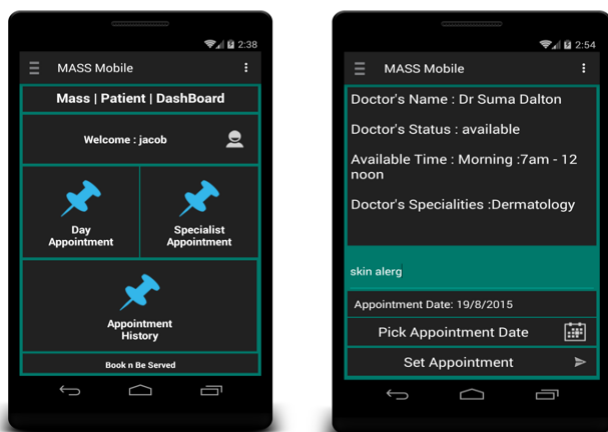 2:38
MASS Mobile
Mass | Patient | DashBoard
Welcome : jacob
Day
Appointment
Specialist
Appointment
Appointment
History
Book n Be Served
2:54
MASS Mobile
Doctor's Name : Dr Suma Dalton
Doctor's Status : available
Available Time : Morning :7am - 12
noon
Doctor's Specialities :Dermatology
skin alerg
Appointment Date: 19/8/2015
Pick Appointment Date
Set Appointment